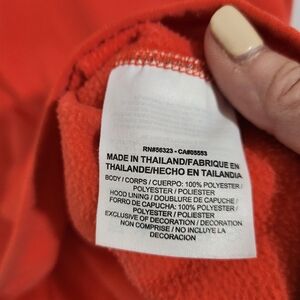 RN#56323 - CA#05553
MADE IN THAILAND/FABRIQUE EN
THAILANDE/HECHO EN TAILANDIA
BODY / CORPS / CUERPO: 100% POLYESTER /
POLYESTER / POLIESTER
HOOD LINING / DOUBLURE DE CAPUCHE /
FORRO DE CAPUCHA: 100% POLYESTER /
POLYESTER / POLIESTER
EXCLUSIVE OF DECORATION / DECORATION
NON COMPRISE / NO INCLUYE LA
DECORACION